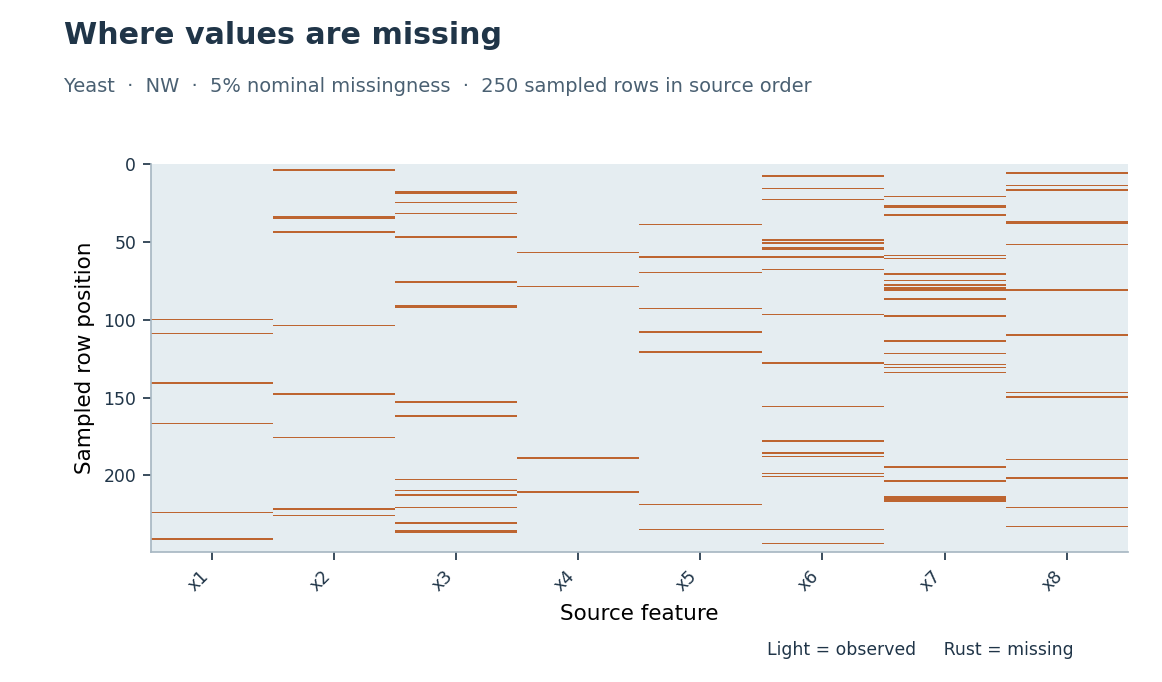 Where values are missing
Yeast · NW · 5% nominal missingness · 250 sampled rows in source order
0
50
100
150
200
Sampled row position
x1 x2 x3 x4 x5 x6 x7 x8
Source feature
Light = observed Rust = missing